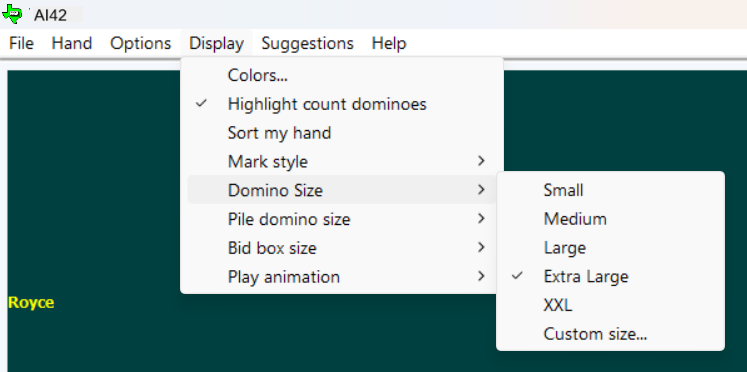 AI42
File Hand Options Display Suggestions Help
Colors...
Highlight count dominoes
Sort my hand
Mark style
Domino Size
Pile domino size
Bid box size
Play animation
Small
Medium
Large
Extra Large
XXL
Custom size...
Royce